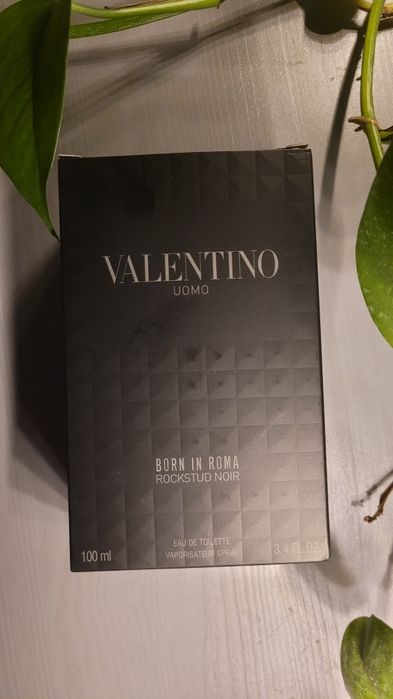 VALENTINO
UOMO
BORN IN ROMA
ROCKSTUD NOIR
EAU DE TOILETTE
VAPORISATEUR SPRAY
100 ml
3.4 FL.OZ.